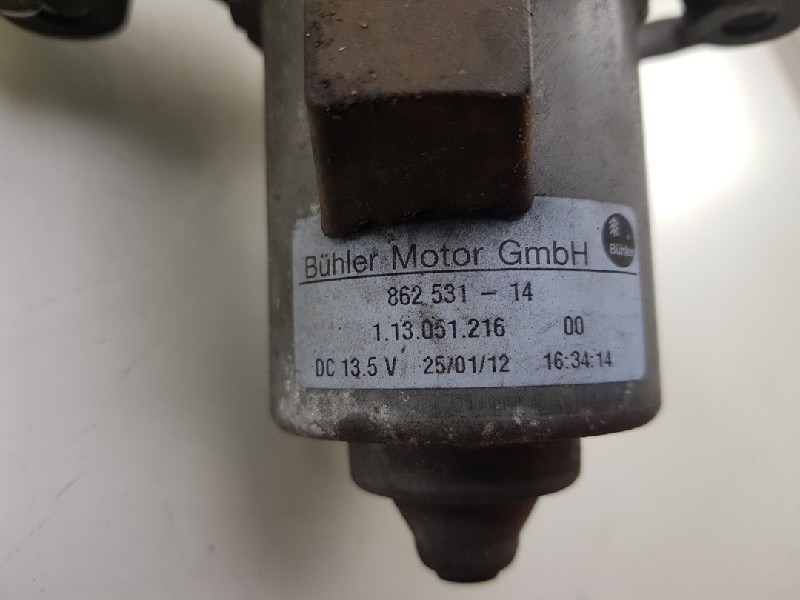 Bühler Motor GmbH
Bühler
862 531 - 14
1.13.051.216 00
DC 13.5 V 25/01/12 16:34:14